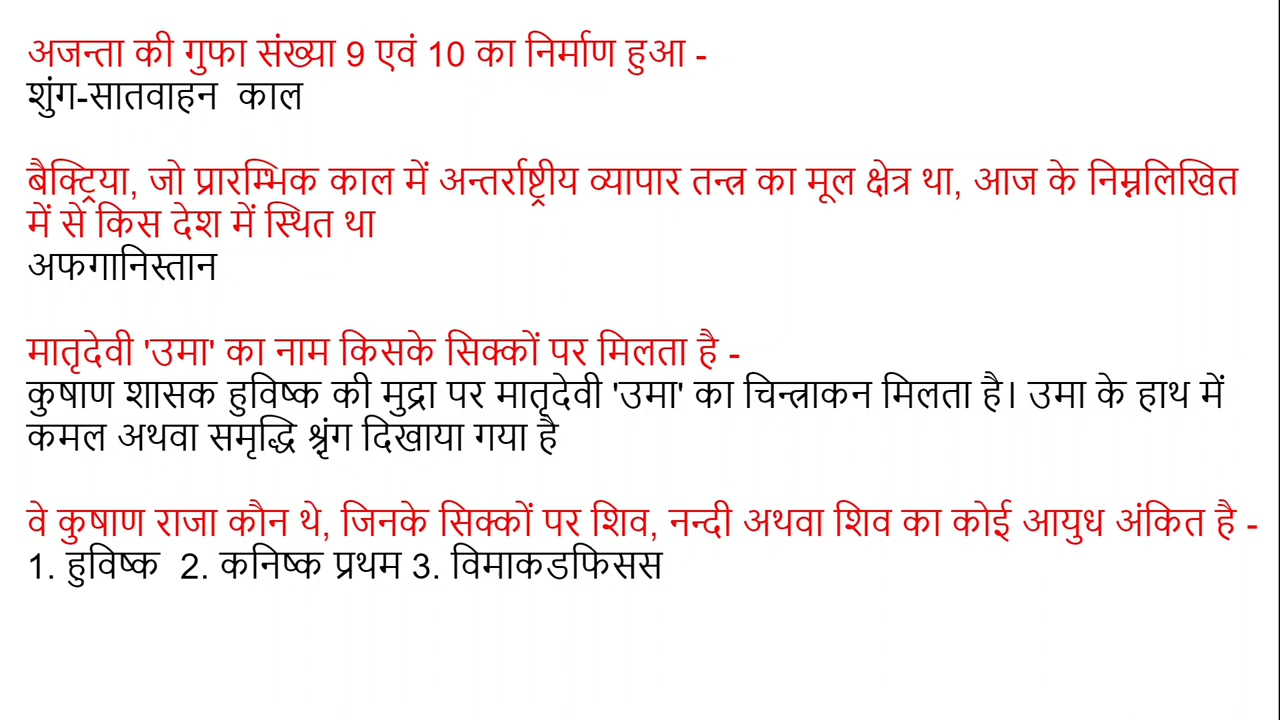 अजन्ता की गुफा संख्या 9 एवं 10 का निर्माण हुआ -
शुंग-सातवाहन काल
बैक्ट्रिया, जो प्रारम्भिक काल में अन्तर्राष्ट्रीय व्यापार तन्त्र का मूल क्षेत्र था, आज के निम्नलिखित
में से किस देश में स्थित था
अफगानिस्तान
मातृदेवी 'उमा' का नाम किसके सिक्कों पर मिलता है -
कुषाण शासक हुविष्क की मुद्रा पर मातृदेवी 'उमा' का चिन्त्राकन मिलता है। उमा के हाथ में
कमल अथवा समृद्धि श्रृंग दिखाया गया है
वे कुषाण राजा कौन थे, जिनके सिक्कों पर शिव, नन्दी अथवा शिव का कोई आयुध अंकित है -
1. हुविष्क 2. कनिष्क प्रथम 3. विमाकडफिसस